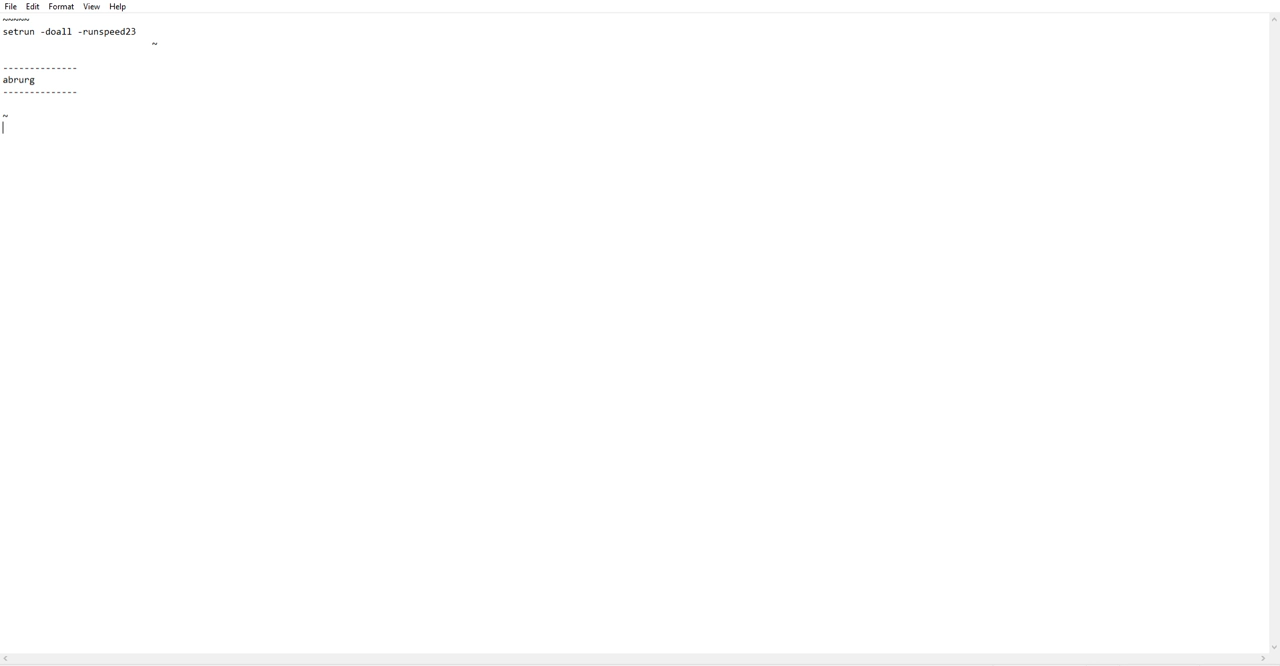 File Edit Format View Help
~~~~~
setrun -doall -runspeed23
~
--------------
abrurg
--------------
~